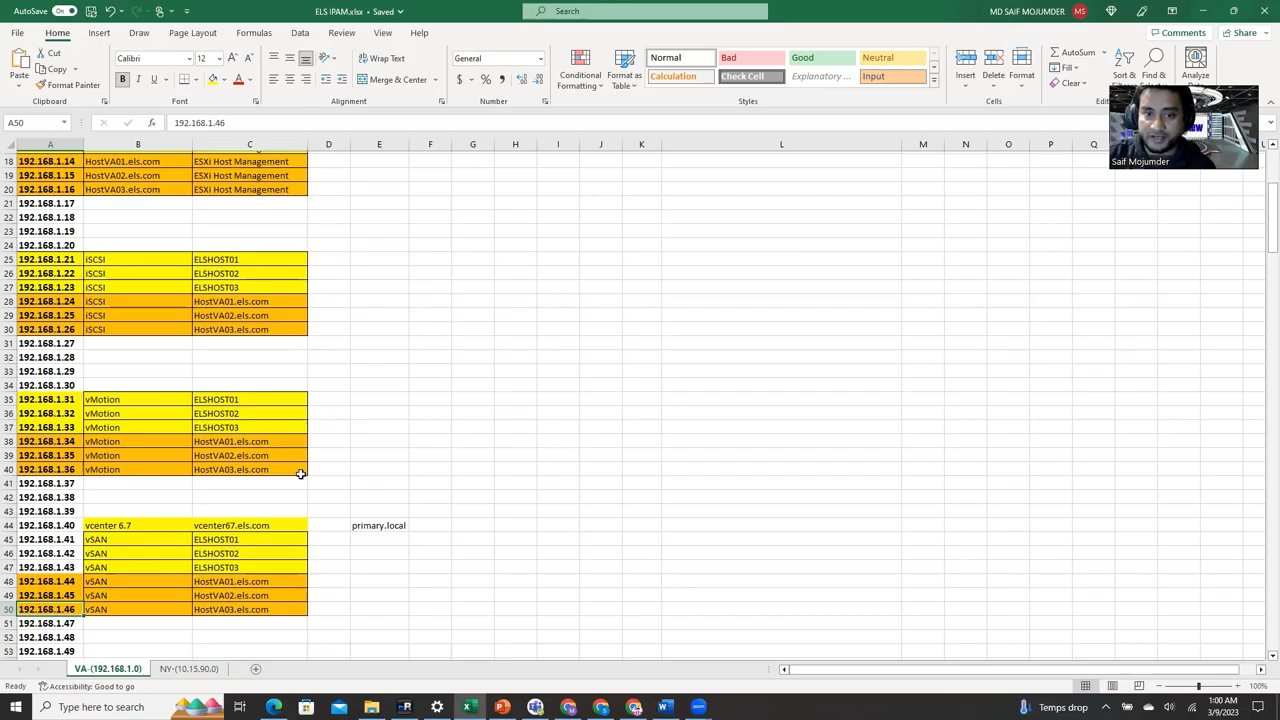 AutoSave On ELS IPAM.xlsx • Saved Search MD SAIF MOJUMDER MS
File Home Insert Draw Page Layout Formulas Data Review View Help Comments Share
Cut Calibri 12 Wrap Text General Normal Bad Good Neutral AutoSum
Copy Fill
Paste Format Painter Merge & Center Conditional Formatting Format as Table Calculation Check Cell Explanatory ... Input Insert Delete Format Clear Sort & Filter Find & Select Analyze Data
Clipboard Font Alignment Number Styles Cells
A50 fx 192.168.1.46
A B C D E F G H I J K L M N O P Q
18 192.168.1.14 HostVA01.els.com ESXi Host Management
19 192.168.1.15 HostVA02.els.com ESXi Host Management
20 192.168.1.16 HostVA03.els.com ESXi Host Management
21 192.168.1.17
22 192.168.1.18
23 192.168.1.19
24 192.168.1.20
25 192.168.1.21 iSCSI ELSHOST01
26 192.168.1.22 iSCSI ELSHOST02
27 192.168.1.23 iSCSI ELSHOST03
28 192.168.1.24 iSCSI HostVA01.els.com
29 192.168.1.25 iSCSI HostVA02.els.com
30 192.168.1.26 iSCSI HostVA03.els.com
31 192.168.1.27
32 192.168.1.28
33 192.168.1.29
34 192.168.1.30
35 192.168.1.31 vMotion ELSHOST01
36 192.168.1.32 vMotion ELSHOST02
37 192.168.1.33 vMotion ELSHOST03
38 192.168.1.34 vMotion HostVA01.els.com
39 192.168.1.35 vMotion HostVA02.els.com
40 192.168.1.36 vMotion HostVA03.els.com
41 192.168.1.37
42 192.168.1.38
43 192.168.1.39
44 192.168.1.40 vcenter 6.7 vcenter67.els.com primary.local
45 192.168.1.41 vSAN ELSHOST01
46 192.168.1.42 vSAN ELSHOST02
47 192.168.1.43 vSAN ELSHOST03
48 192.168.1.44 vSAN HostVA01.els.com
49 192.168.1.45 vSAN HostVA02.els.com
50 192.168.1.46 vSAN HostVA03.els.com
51 192.168.1.47
52 192.168.1.48
53 192.168.1.49
Saif Mojumder
VA-(192.168.1.0) NY-(10.15.90.0)
Ready Accessibility: Good to go 100%
Type here to search Temps drop 1:00 AM
3/9/2023